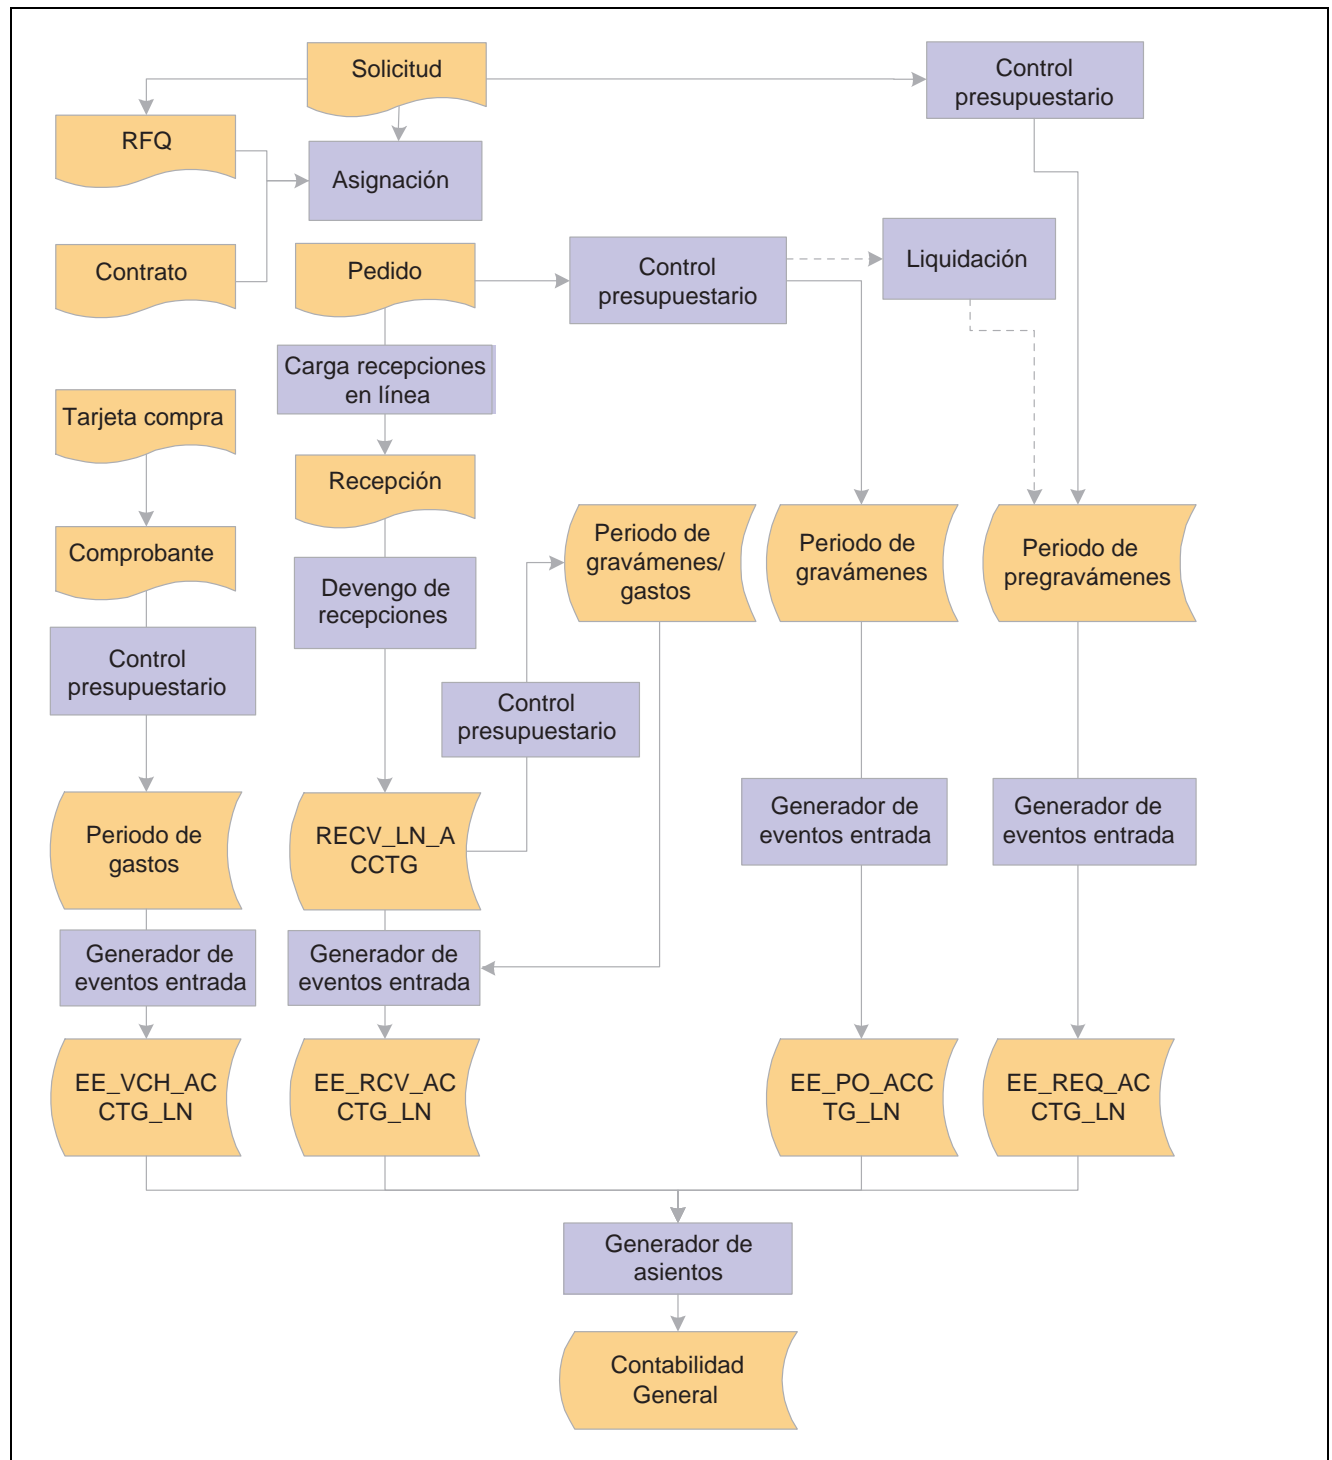 Solicitud
Control
presupuestario
RFQ
Asignación
Contrato
Pedido
Control
presupuestario
Liquidación
Carga recepciones
en línea
Tarjeta compra
Recepción
Comprobante
Devengo de
recepciones
Periodo de
gravámenes/
gastos
Periodo de
gravámenes
Periodo de
pregravámenes
Control
presupuestario
Control
presupuestario
Periodo de
gastos
RECV_LN_A
CCTG
Generador de
eventos entrada
Generador de
eventos entrada
Generador de
eventos entrada
Generador de
eventos entrada
EE_VCH_AC
CTG_LN
EE_RCV_AC
CTG_LN
EE_PO_ACC
TG_LN
EE_REQ_AC
CTG_LN
Generador de
asientos
Contabilidad
General